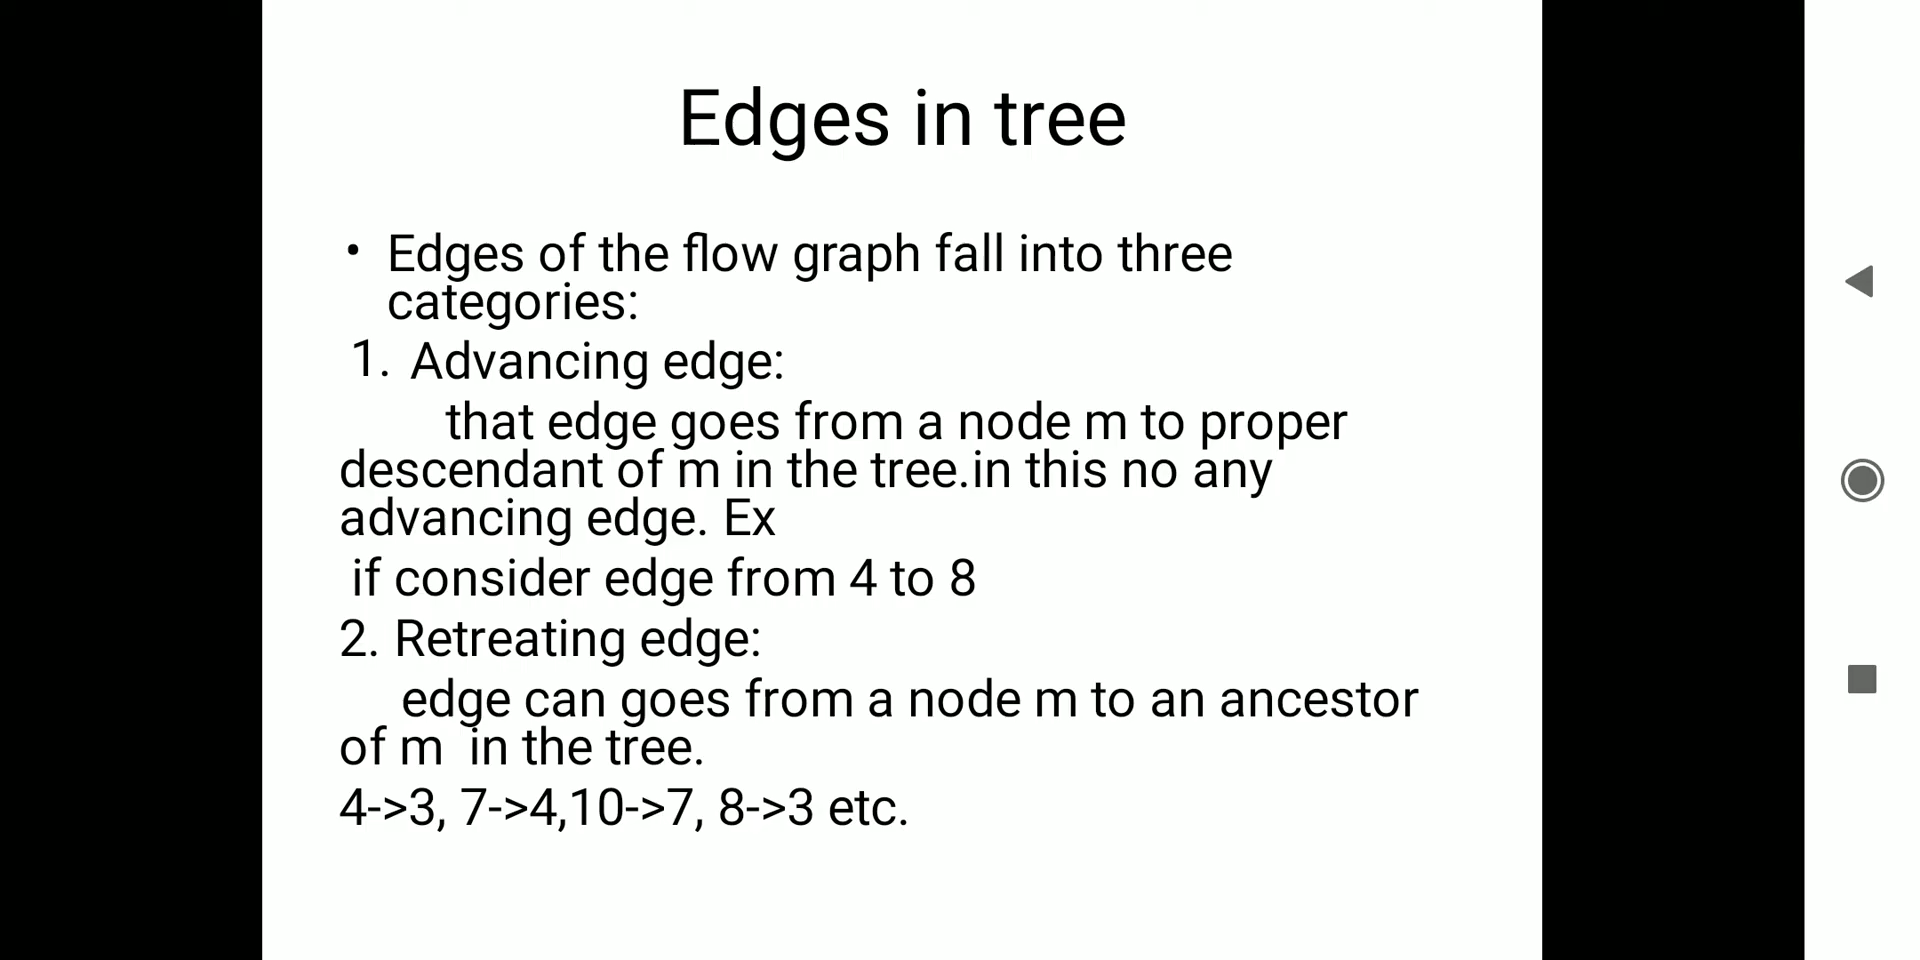 Edges in tree
• Edges of the flow graph fall into three
categories:
1. Advancing edge:
that edge goes from a node m to proper
descendant of m in the tree.in this no any
advancing edge. Ex
if consider edge from 4 to 8
2. Retreating edge:
edge can goes from a node m to an ancestor
of m  in the tree.
4->3, 7->4,10->7, 8->3 etc.